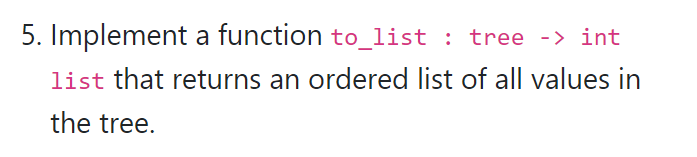 5. Implement a function to_list : tree -> int
list that returns an ordered list of all values in
the tree.